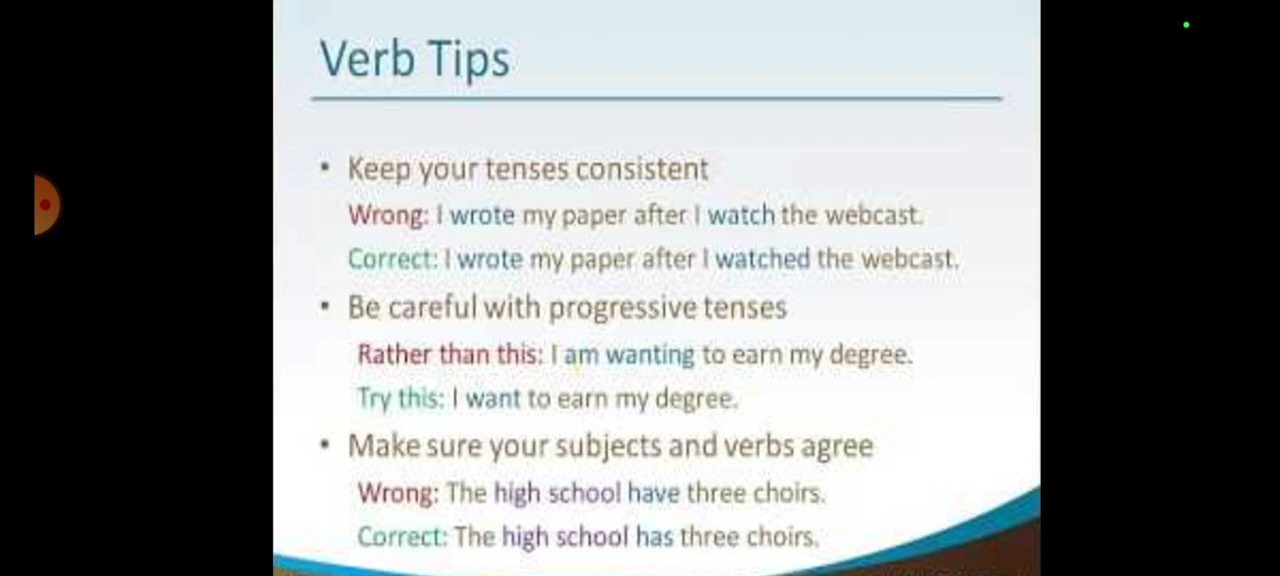 Verb Tips
• Keep your tenses consistent
Wrong: I wrote my paper after I watch the webcast.
Correct: I wrote my paper after I watched the webcast.
• Be careful with progressive tenses
Rather than this: I am wanting to earn my degree.
Try this: I want to earn my degree.
• Make sure your subjects and verbs agree
Wrong: The high school have three choirs.
Correct: The high school has three choirs.